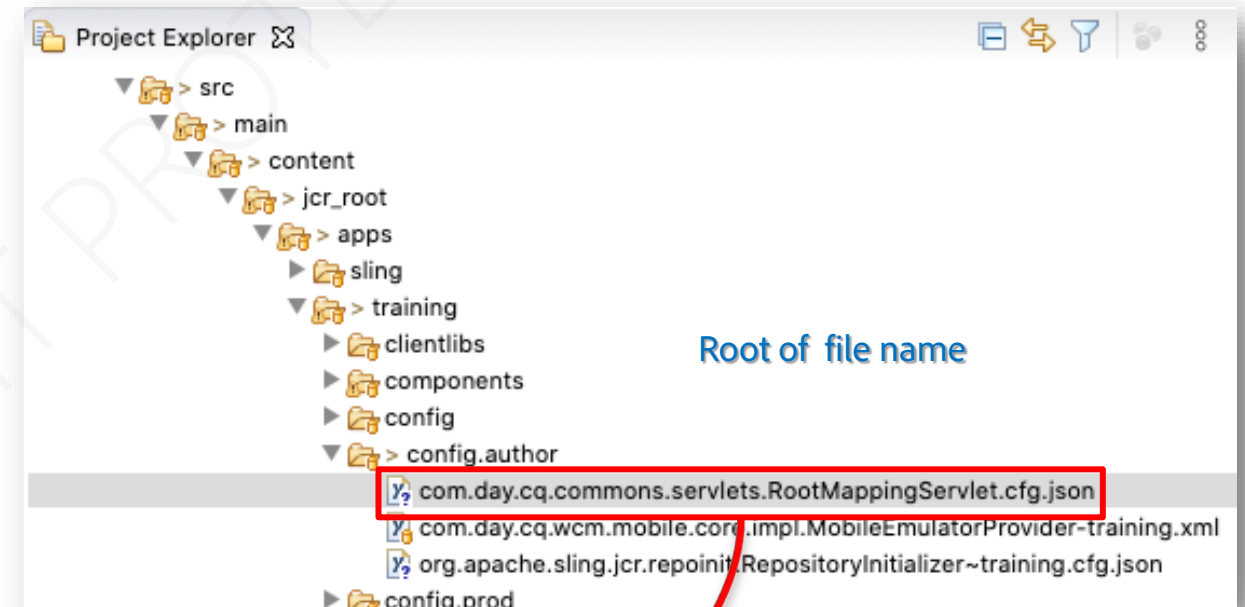 Project Explorer
> src
> main
> content
> jcr_root
> apps
sling
> training
clientlibs
Root of file name
components
config
> config.author
com.day.cq.commons.servlets.RootMappingServlet.cfg.json
com.day.cq.wcm.mobile.core.impl.MobileEmulatorProvider-training.xml
org.apache.sling.jcr.repoinit.RepositoryInitializer~training.cfg.json
config.prod